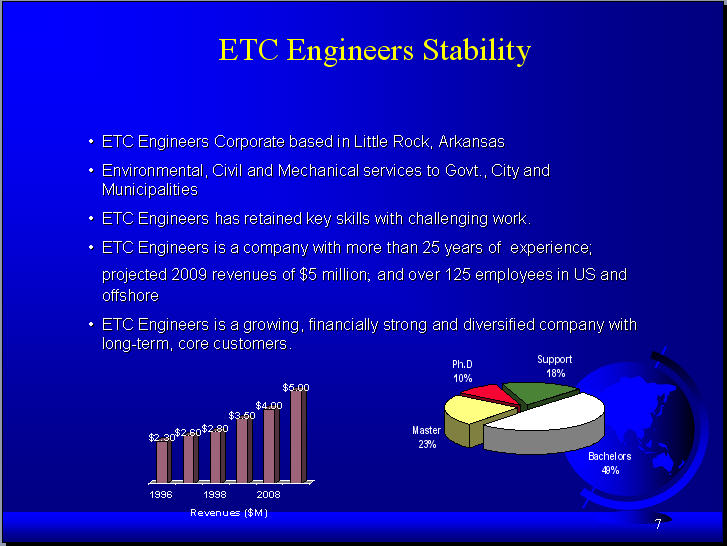 ETC Engineers Stability
• ETC Engineers Corporate based in Little Rock, Arkansas
• Environmental, Civil and Mechanical services to Govt., City and
Municipalities
• ETC Engineers has retained key skills with challenging work.
• ETC Engineers is a company with more than 25 years of experience;
projected 2009 revenues of $5 million; and over 125 employees in US and
offshore
• ETC Engineers is a growing, financially strong and diversified company with
long-term, core customers.
$2.30
$2.60
$2.80
$3.50
$4.00
$5.00
1996
1998
2008
Revenues ($M)
Ph.D
10%
Support
18%
Master
23%
Bachelors
49%
7